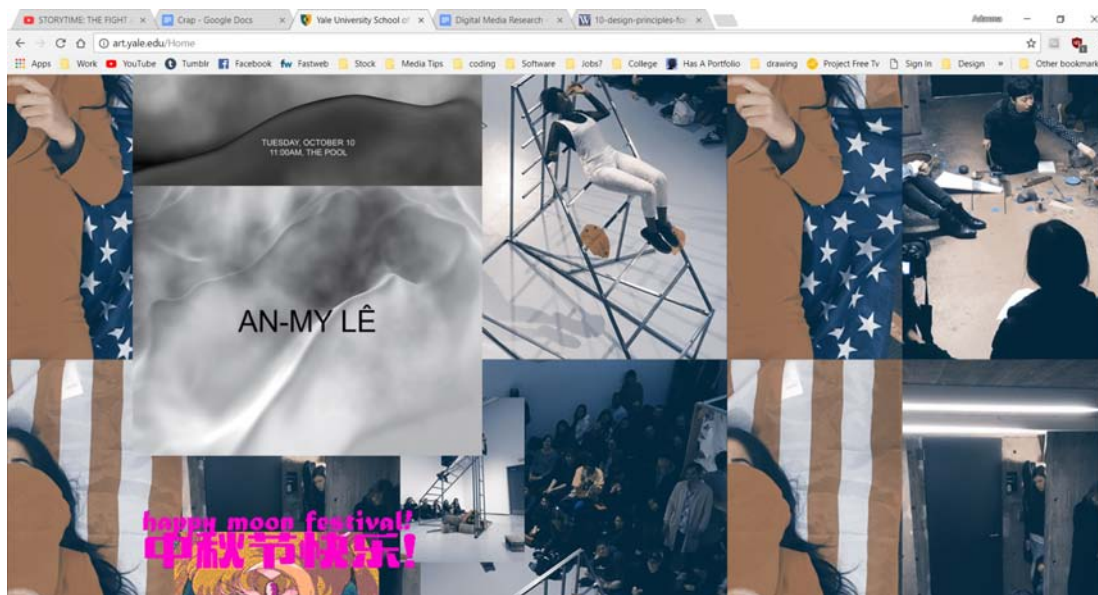 STORYTIME: THE FIGHT
Crap - Google Docs
Yale University School of
Digital Media Research
10-design-principles-for
art.yale.edu/Home
Apps Work YouTube Tumblr Facebook Fastweb Stock Media Tips coding Software Jobs? College Has A Portfolio drawing Project Free Tv Sign In Design » Other bookmark
TUESDAY, OCTOBER 10
11:00AM, THE POOL
AN-MY LÊ
happy moon festival!
中秋节快乐!